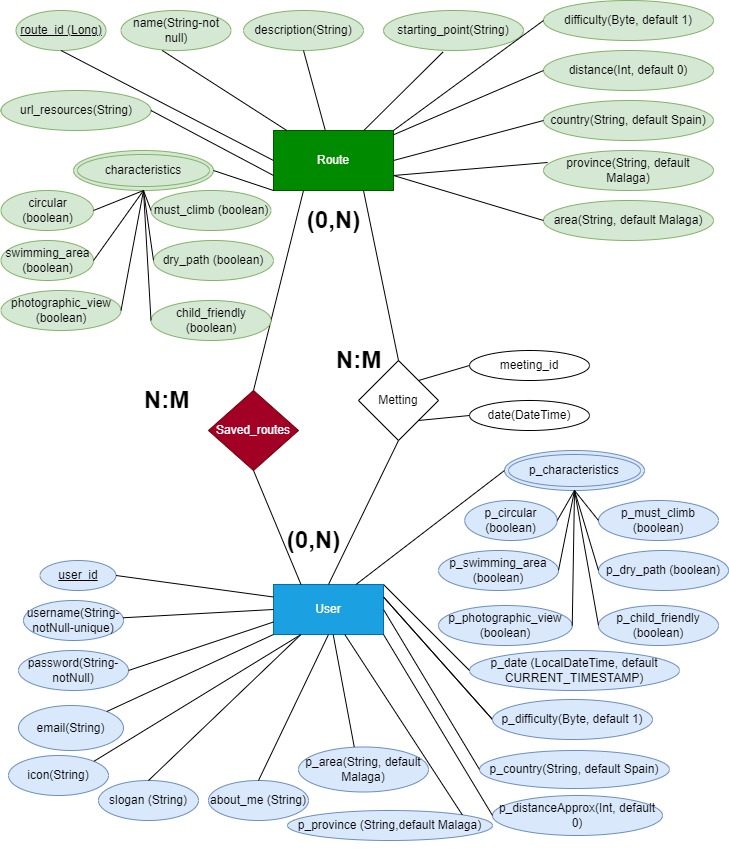 route_id (Long)
name(String-not
null)
description(String)
starting_point(String)
difficulty(Byte, default 1)
distance(Int, default 0)
url_resources(String)
country(String, default Spain)
Route
characteristics
province(String, default
Malaga)
circular
(boolean)
must_climb (boolean)
(0,N)
area(String, default Malaga)
swimming_area
(boolean)
dry_path (boolean)
photographic_view
(boolean)
child_friendly
(boolean)
N:M
meeting_id
N:M
Metting
date(DateTime)
Saved_routes
p_characteristics
p_circular
(boolean)
p_must_climb
(boolean)
(0,N)
user_id
p_swimming_area
(boolean)
p_dry_path (boolean)
User
username(String-
notNull-unique)
p_photographic_view
(boolean)
p_child_friendly
(boolean)
password(String-
notNull)
p_date (LocalDateTime, default
CURRENT_TIMESTAMP)
email(String)
p_difficulty(Byte, default 1)
icon(String)
p_area(String, default
Malaga)
p_country(String, default Spain)
slogan (String)
about_me (String)
p_distanceApprox(Int, default
0)
p_province (String,default Malaga)